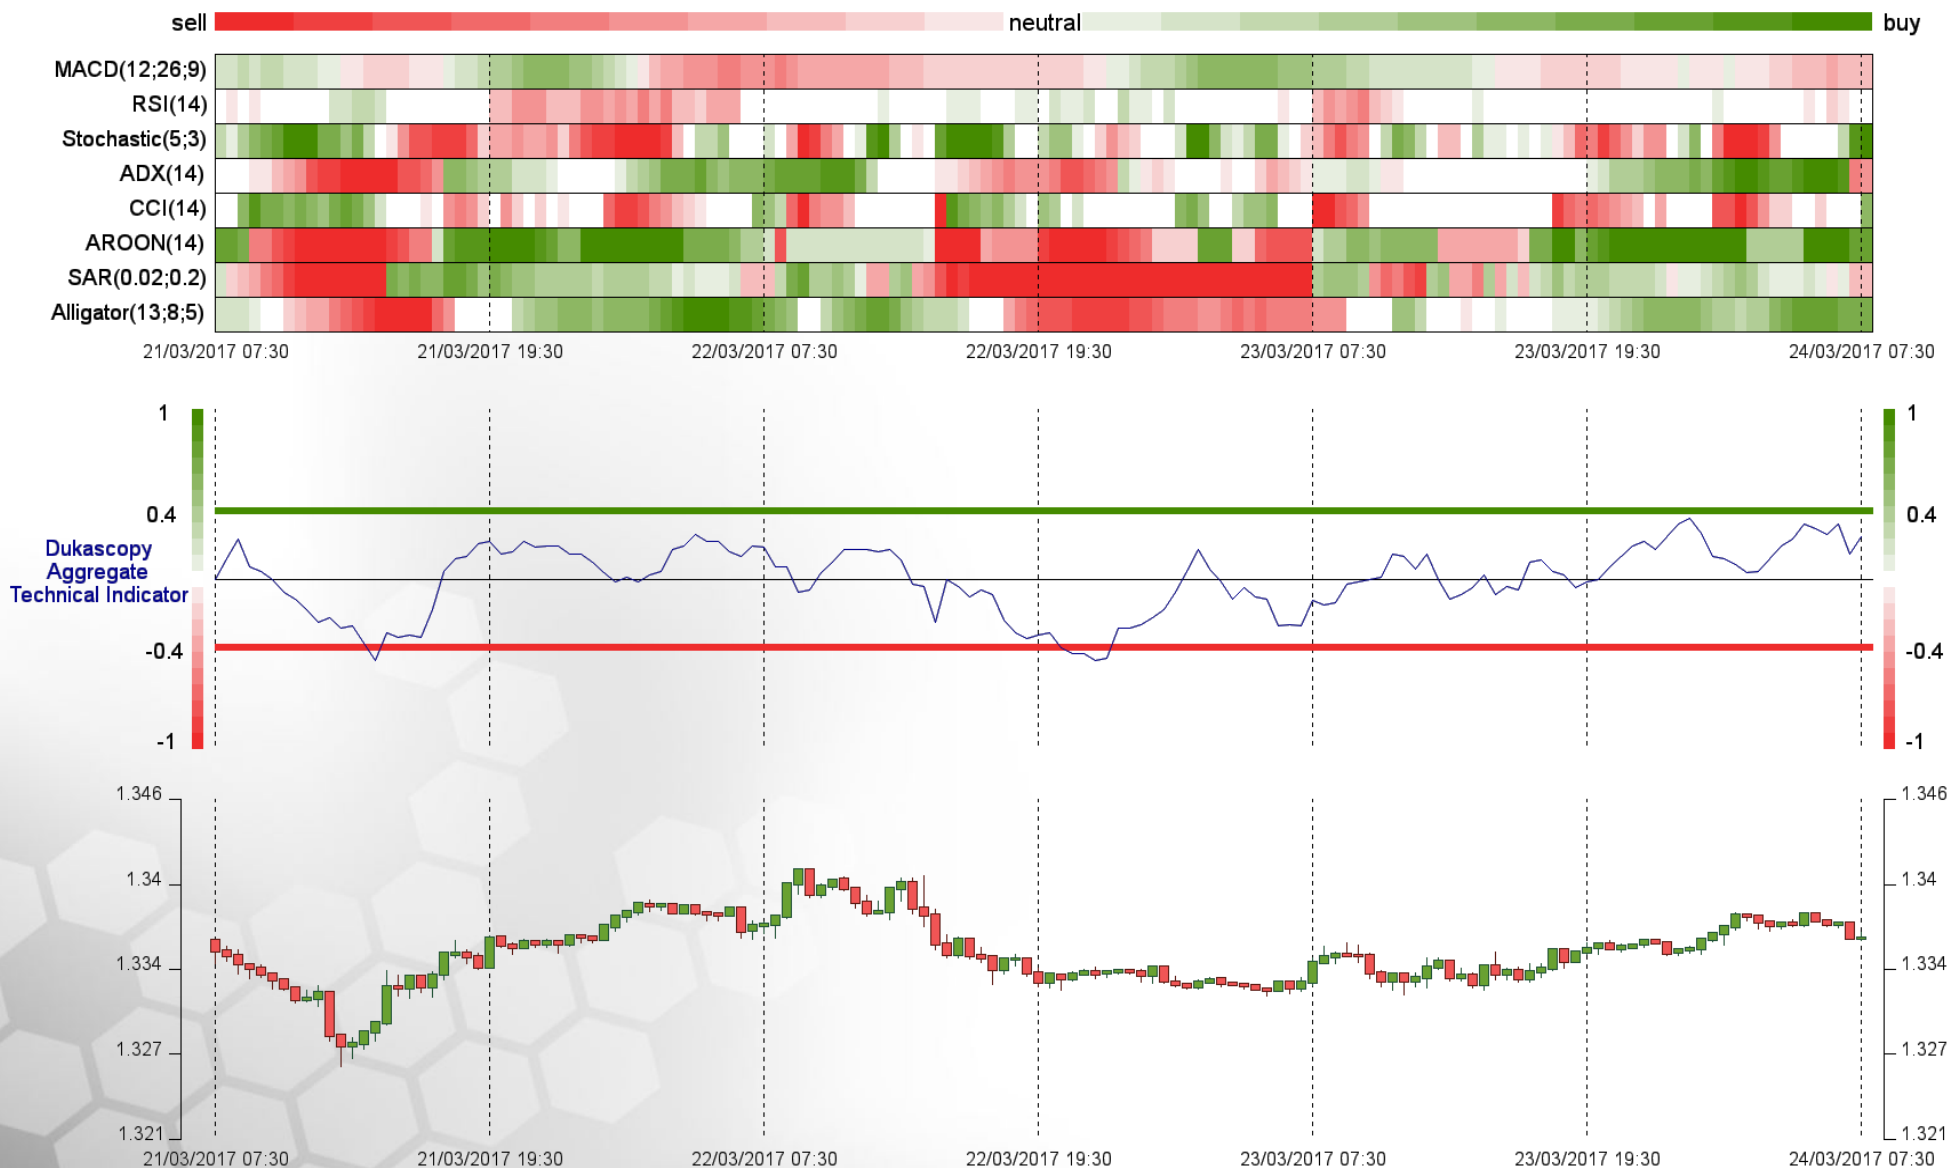 sell neutral buy
MACD(12;26;9)
RSI(14)
Stochastic(5;3)
ADX(14)
CCI(14)
AROON(14)
SAR(0.02;0.2)
Alligator(13;8;5)
21/03/2017 07:30 21/03/2017 19:30 22/03/2017 07:30 22/03/2017 19:30 23/03/2017 07:30 23/03/2017 19:30 24/03/2017 07:30
1 1
0.4 0.4
Dukascopy
Aggregate
Technical Indicator
-0.4 -0.4
-1 -1
1.346 1.346
1.34 1.34
1.334 1.334
1.327 1.327
1.321 1.321
21/03/2017 07:30 21/03/2017 19:30 22/03/2017 07:30 22/03/2017 19:30 23/03/2017 07:30 23/03/2017 19:30 24/03/2017 07:30